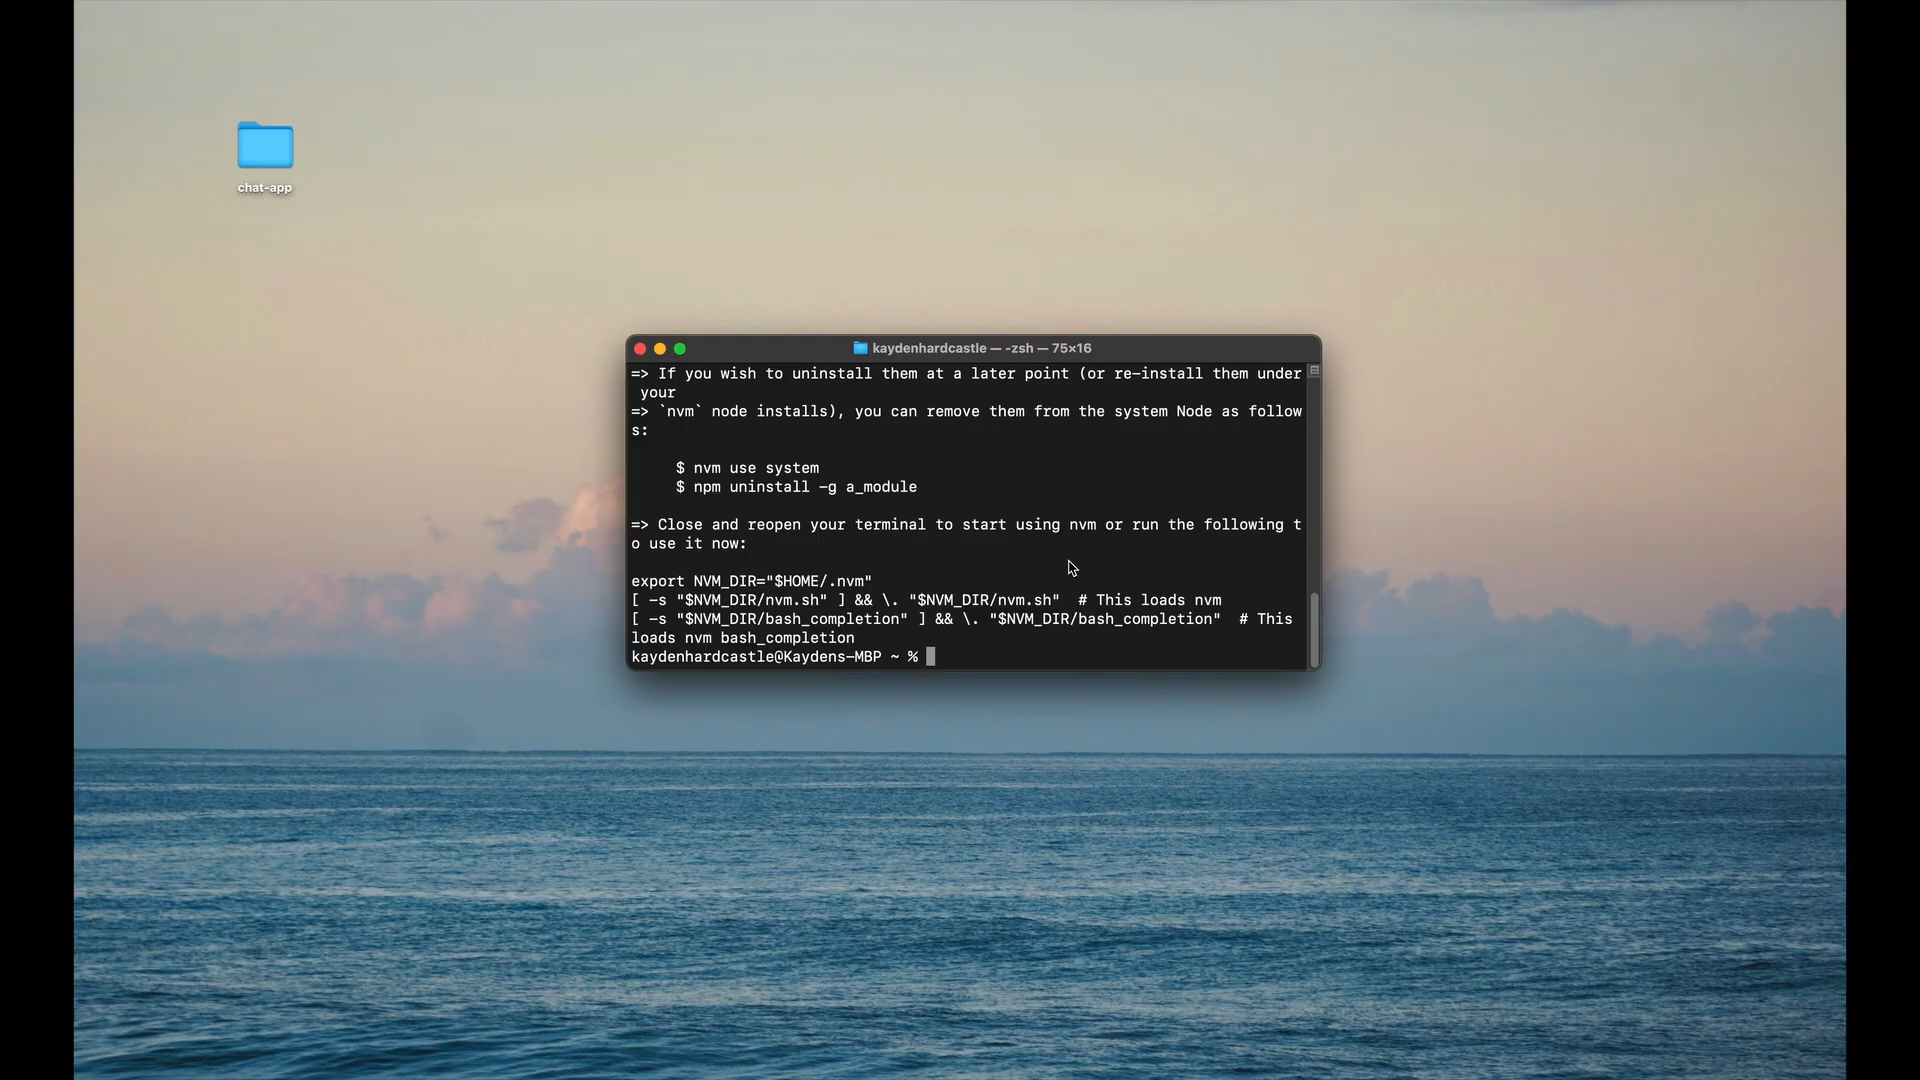 chat-app
kaydenhardcastle — -zsh — 75×16
=> If you wish to uninstall them at a later point (or re-install them under
 your
=> `nvm` node installs), you can remove them from the system Node as follow
s:
     $ nvm use system
     $ npm uninstall -g a_module
=> Close and reopen your terminal to start using nvm or run the following t
o use it now:
export NVM_DIR="$HOME/.nvm"
[ -s "$NVM_DIR/nvm.sh" ] && \. "$NVM_DIR/nvm.sh"  # This loads nvm
[ -s "$NVM_DIR/bash_completion" ] && \. "$NVM_DIR/bash_completion"  # This
loads nvm bash_completion
kaydenhardcastle@Kaydens-MBP ~ %